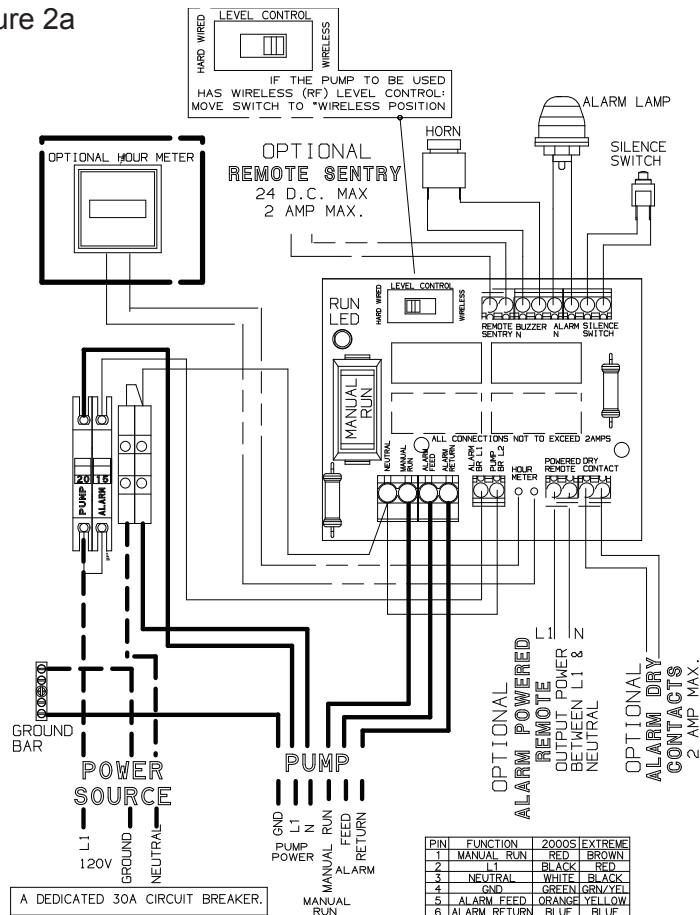 ure 2a
LEVEL CONTROL
HARD WIRED
WIRELESS
IF THE PUMP TO BE USED
HAS WIRELESS (RF) LEVEL CONTROL:
MOVE SWITCH TO "WIRELESS POSITION
ALARM LAMP
HORN
SILENCE
SWITCH
OPTIONAL HOUR METER
OPTIONAL
REMOTE SENTRY
24 D.C. MAX
2 AMP MAX.
RUN
LED
LEVEL CONTROL
HARD WIRED
WIRELESS
REMOTE BUZZER ALARM SILENCE
SENTRY N N SWITCH
MANUAL
RUN
ALL CONNECTIONS NOT TO EXCEED 2AMPS
NEUTRAL
MANUAL
RUN
ALARM
FEED
ALARM
RETURN
ALARM
BR L1
PUMP
BR L2
HOUR
METER
POWERED DRY
REMOTE CONTACT
20 15
PUMP
ALARM
GROUND
BAR
POWER
SOURCE
L1
120V
GROUND
NEUTRAL
PUMP
GND
L1
N
PUMP
POWER
MANUAL RUN
FEED
RETURN
ALARM
MANUAL
RUN
L1 N
OPTIONAL
ALARM POWERED
REMOTE
OUTPUT POWER
BETWEEN L1 &
NEUTRAL
OPTIONAL
ALARM DRY
CONTACTS
2 AMP MAX.
A DEDICATED 30A CIRCUIT BREAKER.
PIN FUNCTION 2000S EXTREME
1 MANUAL RUN RED BROWN
2 L1 BLACK RED
3 NEUTRAL WHITE BLACK
4 GND GREEN GRN/YEL
5 ALARM FEED ORANGE YELLOW
6 ALARM RETURN BLUE BLUE